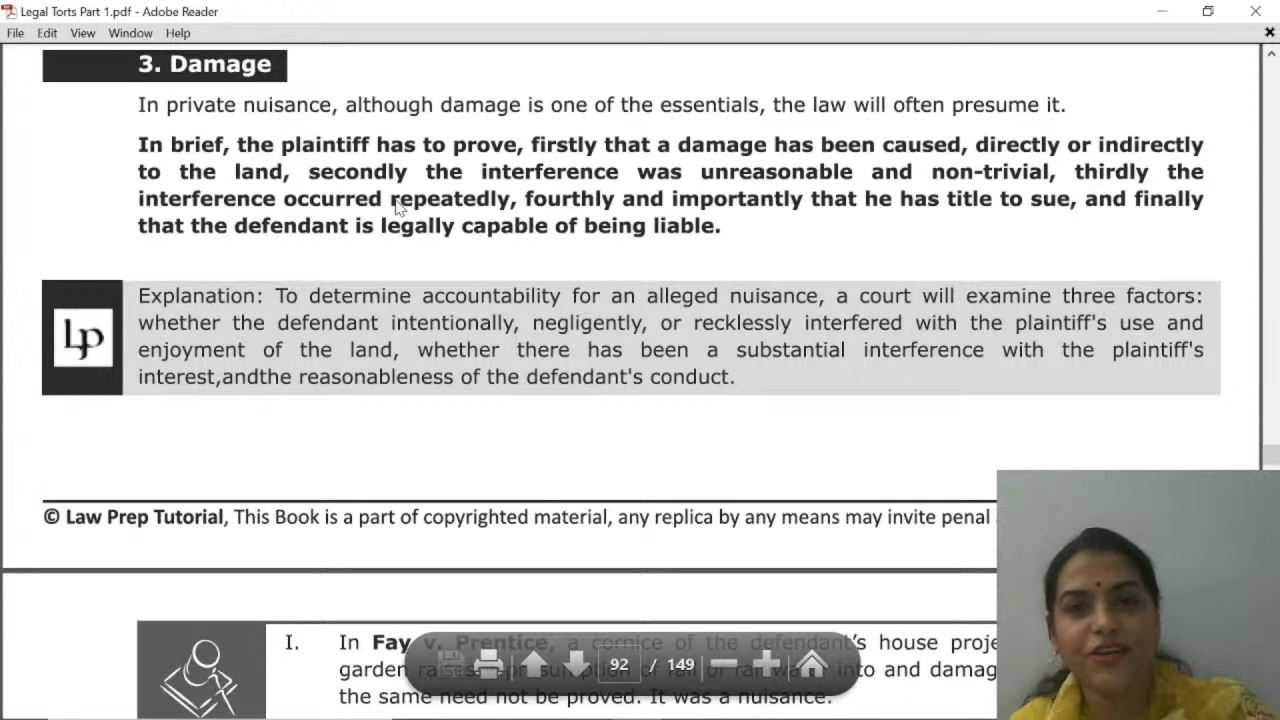 Legal Torts Part 1.pdf - Adobe Reader
File Edit View Window Help
3. Damage
In private nuisance, although damage is one of the essentials, the law will often presume it.
In brief, the plaintiff has to prove, firstly that a damage has been caused, directly or indirectly
to the land, secondly the interference was unreasonable and non-trivial, thirdly the
interference occurred repeatedly, fourthly and importantly that he has title to sue, and finally
that the defendant is legally capable of being liable.
Explanation: To determine accountability for an alleged nuisance, a court will examine three factors:
whether the defendant intentionally, negligently, or recklessly interfered with the plaintiff's use and
enjoyment of the land, whether there has been a substantial interference with the plaintiff's
interest,andthe reasonableness of the defendant's conduct.
Lp
© Law Prep Tutorial, This Book is a part of copyrighted material, any replica by any means may invite penal
I. In Fay v. Prentice, a cornice of the defendant's house proje
garden raises into and damag
the same need not be proved. It was a nuisance.
92 / 149